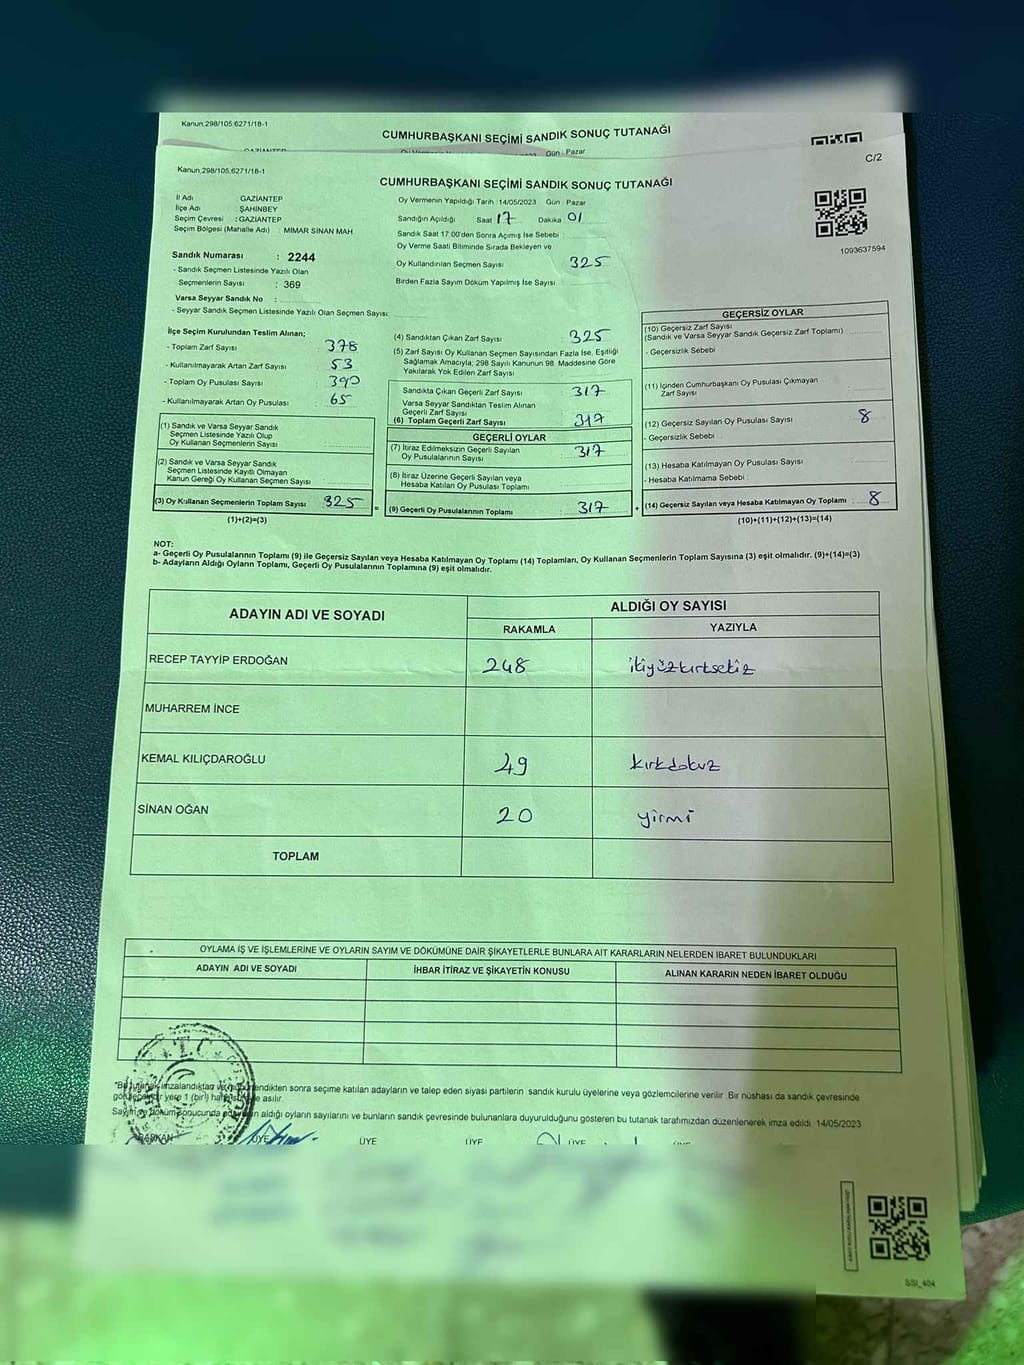 Kanun;298/105;6271/18-1
CUMHURBAŞKANI SEÇİMİ SANDIK SONUÇ TUTANAĞI
Gün : Pazar
C/2
Kanun;298/105;6271/18-1
CUMHURBAŞKANI SEÇİMİ SANDIK SONUÇ TUTANAĞI
İl Adı : GAZİANTEP
İlçe Adı : ŞAHİNBEY
Seçim Çevresi : GAZİANTEP
Seçim Bölgesi (Mahalle Adı) : MİMAR SİNAN MAH
Sandık Numarası : 2244
- Sandık Seçmen Listesinde Yazılı Olan
Seçmenlerin Sayısı : 369
Varsa Seyyar Sandık No :
- Seyyar Sandık Seçmen Listesinde Yazılı Olan Seçmen Sayısı:
Oy Vermenin Yapıldığı Tarih : 14/05/2023 Gün : Pazar
Sandığın Açıldığı Saat 17 Dakika 01
Sandık Saat 17.00'den Sonra Açılmış İse Sebebi :
Oy Verme Saati Bitiminde Sırada Bekleyen ve
Oy Kullandırılan Seçmen Sayısı 325
Birden Fazla Sayım Döküm Yapılmış İse Sayısı :
1093637594
İlçe Seçim Kurulundan Teslim Alınan;
- Toplam Zarf Sayısı : 378
- Kullanılmayarak Artan Zarf Sayısı : 53
- Toplam Oy Pusulası Sayısı : 390
- Kullanılmayarak Artan Oy Pusulası : 65
(1) Sandık ve Varsa Seyyar Sandık
Seçmen Listesinde Yazılı Olup
Oy Kullanan Seçmenlerin Sayısı
(2) Sandık ve Varsa Seyyar Sandık
Seçmen Listesinde Kayıtlı Olmayan
Kanun Gereği Oy Kullanan Seçmen Sayısı
(3) Oy Kullanan Seçmenlerin Toplam Sayısı 325
(1)+(2)=(3)
(4) Sandıktan Çıkan Zarf Sayısı : 325
(5) Zarf Sayısı Oy Kullanan Seçmen Sayısından Fazla İse, Eşitliği
Sağlamak Amacıyla; 298 Sayılı Kanunun 98. Maddesine Göre
Yakılarak Yok Edilen Zarf Sayısı :
Sandıkta Çıkan Geçerli Zarf Sayısı : 317
Varsa Seyyar Sandıktan Teslim Alınan
Geçerli Zarf Sayısı
(6) Toplam Geçerli Zarf Sayısı : 317
GEÇERLİ OYLAR
(7) İtiraz Edilmeksizin Geçerli Sayılan
Oy Pusulalarının Sayısı : 317
(8) İtiraz Üzerine Geçerli Sayılan veya
Hesaba Katılan Oy Pusulası Toplamı
= (9) Geçerli Oy Pusulalarının Toplamı : 317 +
GEÇERSİZ OYLAR
(10) Geçersiz Zarf Sayısı
(Sandık ve Varsa Seyyar Sandık Geçersiz Zarf Toplamı)
- Geçersizlik Sebebi :
(11) İçinden Cumhurbaşkanı Oy Pusulası Çıkmayan
Zarf Sayısı
(12) Geçersiz Sayılan Oy Pusulası Sayısı : 8
- Geçersizlik Sebebi :
(13) Hesaba Katılmayan Oy Pusulası Sayısı
- Hesaba Katılmama Sebebi :
(14) Geçersiz Sayılan veya Hesaba Katılmayan Oy Toplamı : 8
(10)+(11)+(12)+(13)=(14)
NOT:
a- Geçerli Oy Pusulalarının Toplamı (9) ile Geçersiz Sayılan veya Hesaba Katılmayan Oy Toplamı (14) Toplamları, Oy Kullanan Seçmenlerin Toplam Sayısına (3) eşit olmalıdır. (9)+(14)=(3)
b- Adayların Aldığı Oyların Toplamı, Geçerli Oy Pusulalarının Toplamına (9) eşit olmalıdır.
ADAYIN ADI VE SOYADI
ALDIĞI OY SAYISI
RAKAMLA
YAZIYLA
RECEP TAYYİP ERDOĞAN 248 ikiyüzkırtsekiz
MUHARREM İNCE
KEMAL KILIÇDAROĞLU 49 kırkdokuz
SİNAN OĞAN 20 yirmi
TOPLAM
OYLAMA İŞ VE İŞLEMLERİNE VE OYLARIN SAYIM VE DÖKÜMÜNE DAİR ŞİKAYETLERLE BUNLARA AİT KARARLARIN NELERDEN İBARET BULUNDUKLARI
ADAYIN ADI VE SOYADI
İHBAR İTİRAZ VE ŞİKAYETİN KONUSU
ALINAN KARARIN NEDEN İBARET OLDUĞU
T.C.
imzalandıktan sonra seçime katılan adayların ve talep eden siyasi partilerin sandık kurulu üyelerine veya gözlemcilerine verilir. Bir nüshası da sandık çevresinde
yere 1 (bir) hafta asılır.
Sayım ve döküm sonucunda aldığı oyların sayılarını ve bunların sandık çevresinde bulunanlara duyurulduğunu gösteren bu tutanak tarafımızdan düzenlenerek imza edildi. 14/05/2023
BAŞKAN ÜYE ÜYE ÜYE ÜYE
SSI_404